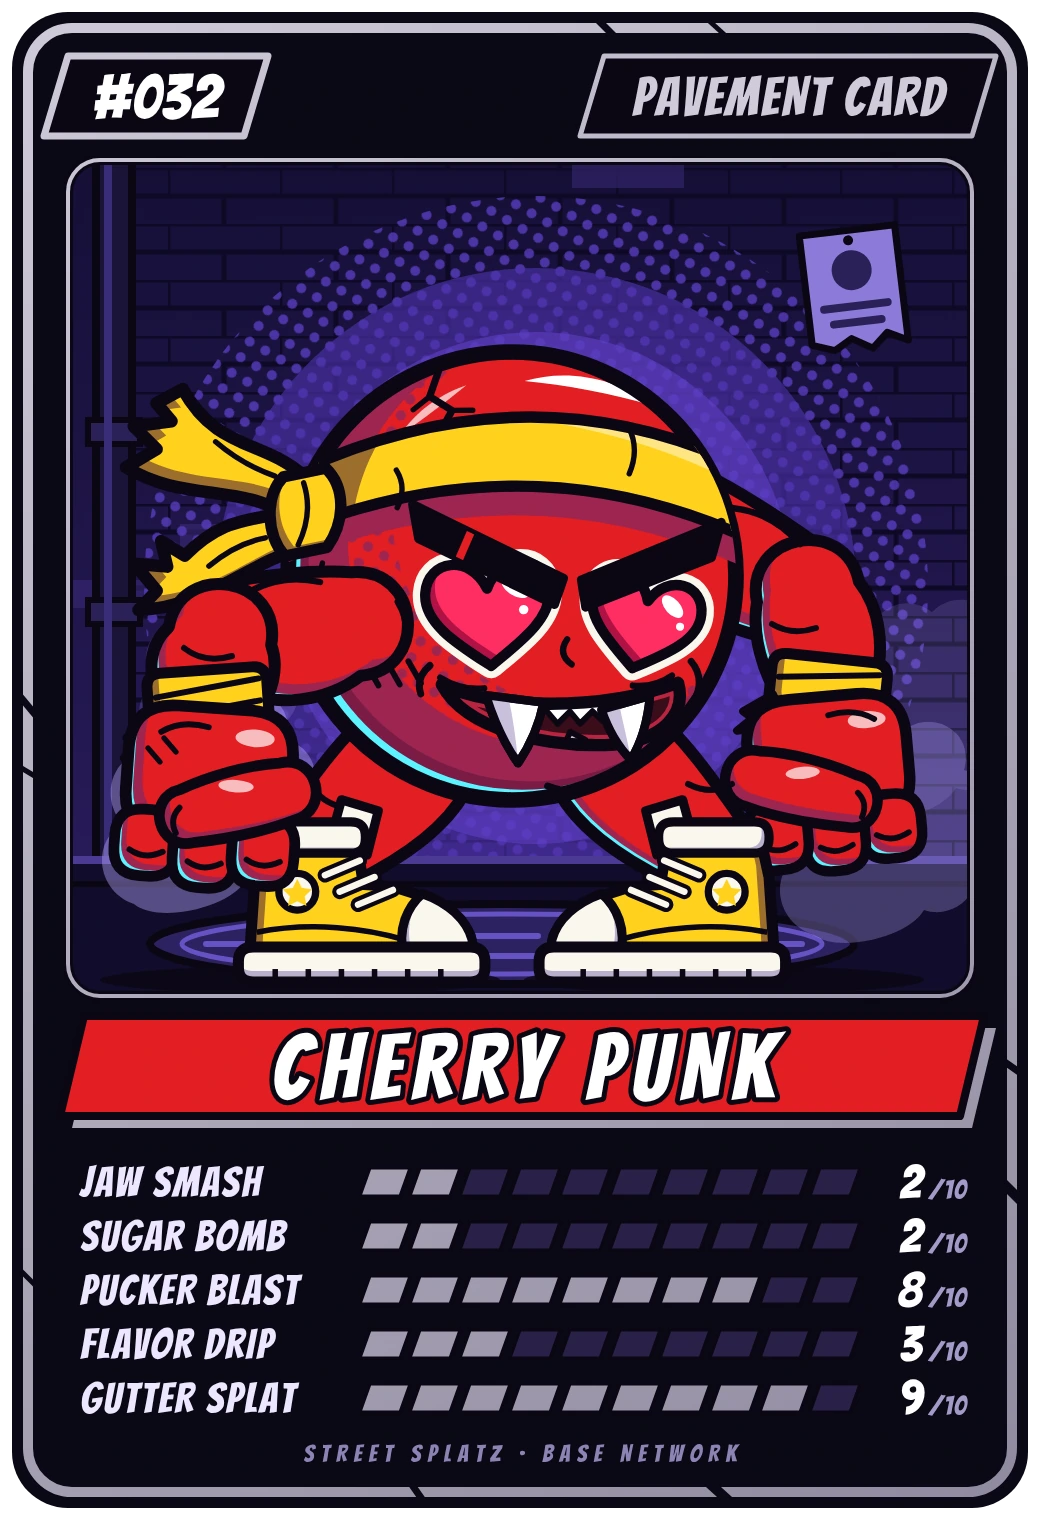 #032
PAVEMENT CARD
CHERRY PUNK
JAW SMASH 2/10
SUGAR BOMB 2/10
PUCKER BLAST 8/10
FLAVOR DRIP 3/10
GUTTER SPLAT 9/10
STREET SPLATZ · BASE NETWORK